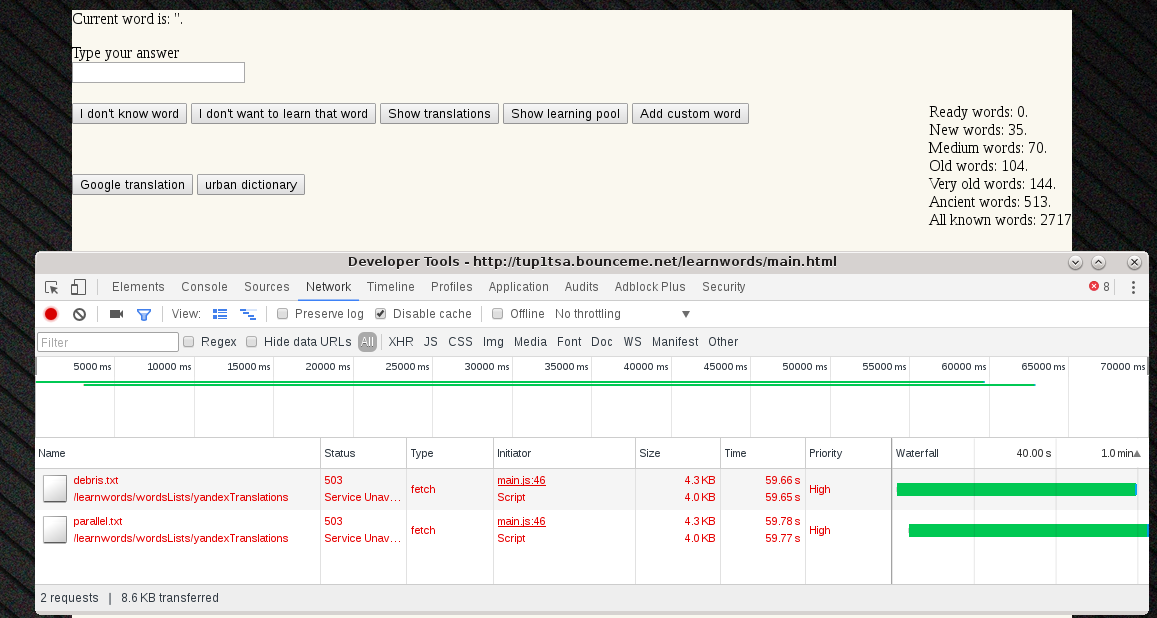 Current word is: ''.
Type your answer
I don't know word I don't want to learn that word Show translations Show learning pool Add custom word
Google translation urban dictionary
Ready words: 0.
New words: 35.
Medium words: 70.
Old words: 104.
Very old words: 144.
Ancient words: 513.
All known words: 2717
Developer Tools - http://tup1tsa.bounceme.net/learnwords/main.html
Elements Console Sources Network Timeline Profiles Application Audits Adblock Plus Security 8
View: Preserve log Disable cache Offline No throttling
Filter Regex Hide data URLs All XHR JS CSS Img Media Font Doc WS Manifest Other
5000 ms 10000 ms 15000 ms 20000 ms 25000 ms 30000 ms 35000 ms 40000 ms 45000 ms 50000 ms 55000 ms 60000 ms 65000 ms 70000 ms
Name Status Type Initiator Size Time Priority Waterfall 40.00 s 1.0 min
debris.txt 503 fetch main.js:46 4.3 KB 59.66 s High
/learnwords/wordsLists/yandexTranslations Service Unav... Script 4.0 KB 59.65 s
parallel.txt 503 fetch main.js:46 4.3 KB 59.78 s High
/learnwords/wordsLists/yandexTranslations Service Unav... Script 4.0 KB 59.77 s
2 requests | 8.6 KB transferred